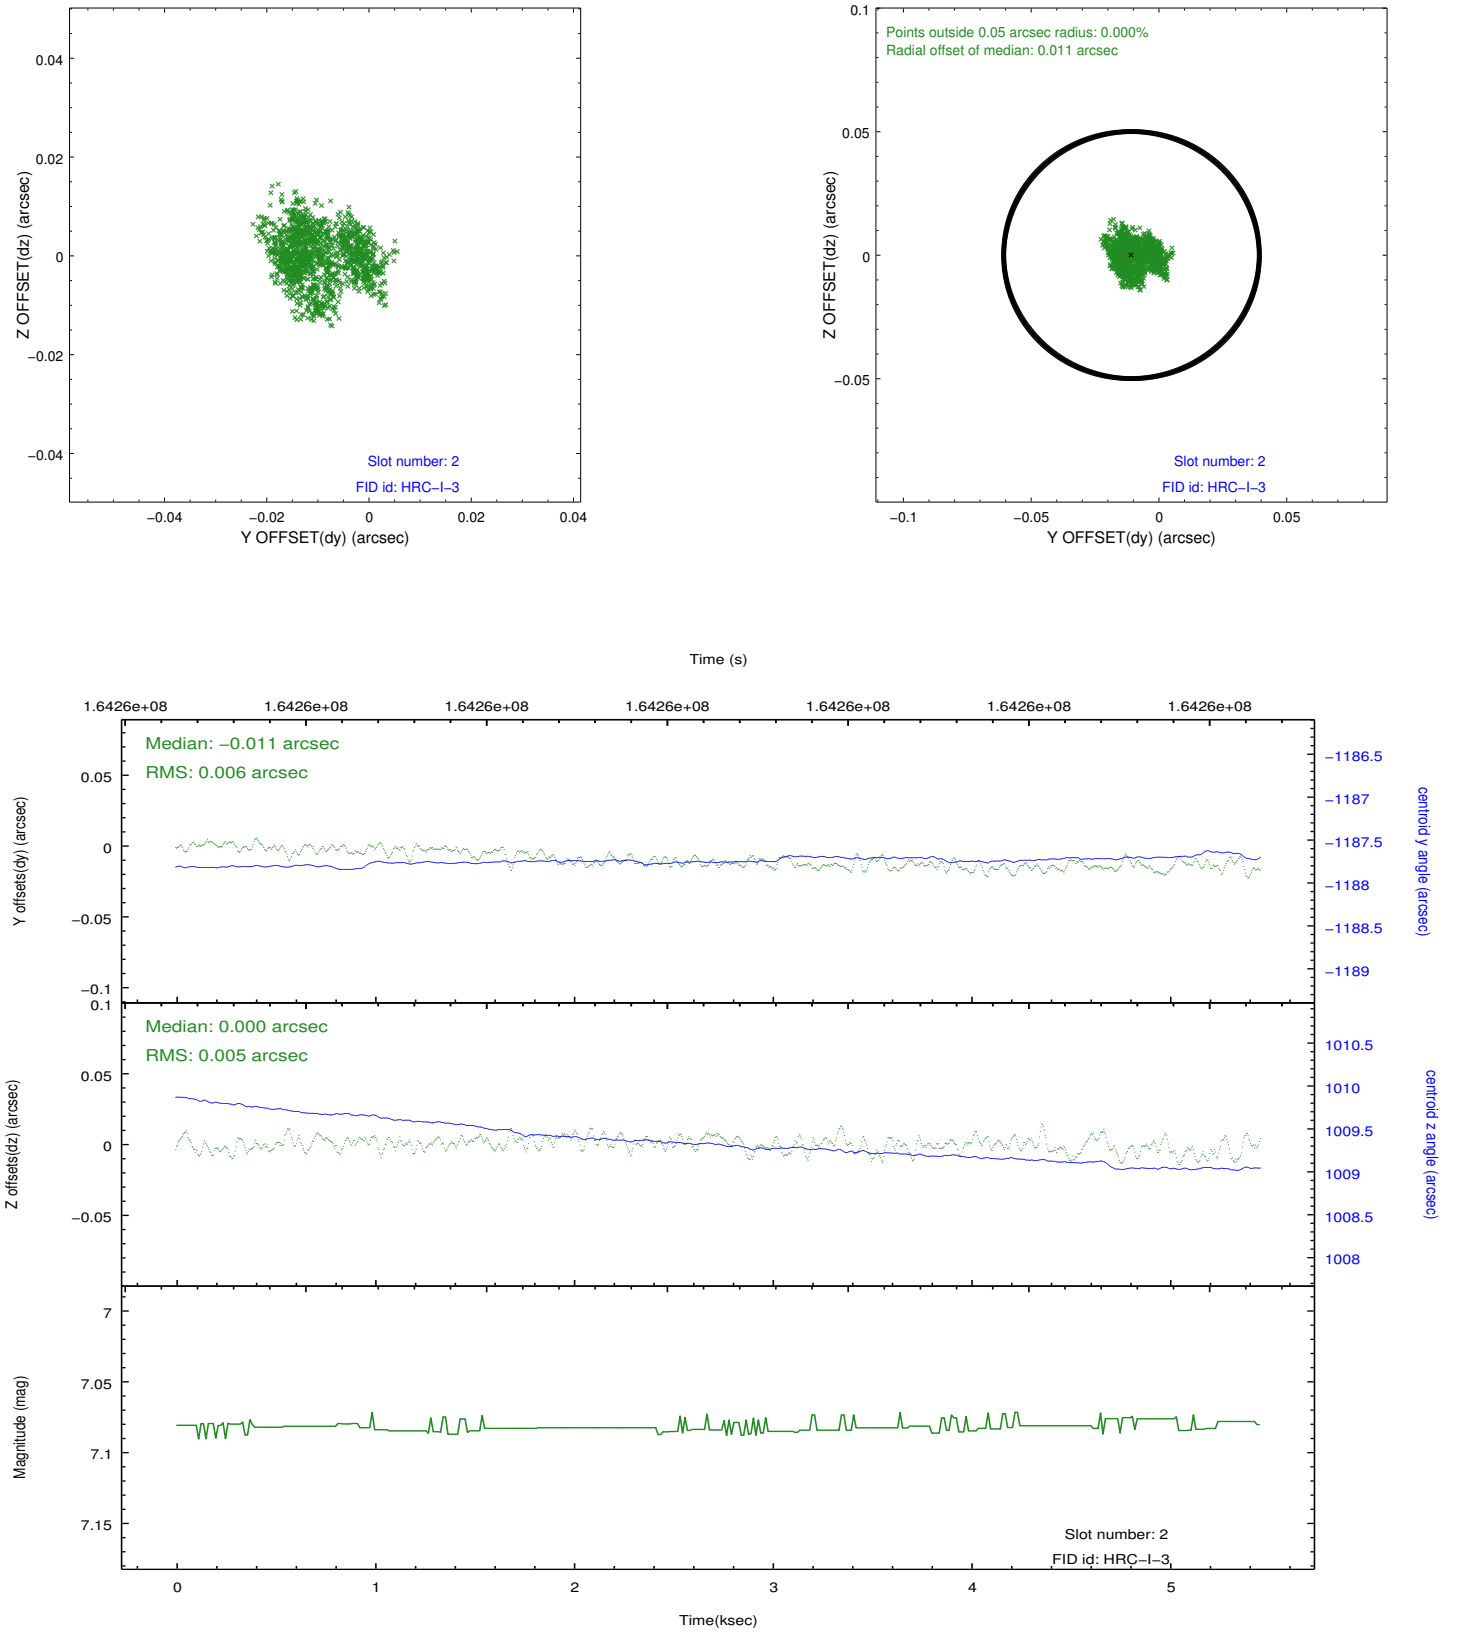 0.04
0.02
0
−0.02
−0.04
Z OFFSET(dz) (arcsec)
Slot number: 2
FID id: HRC−I−3
−0.04 −0.02 0 0.02 0.04
Y OFFSET(dy) (arcsec)
0.1
0.05
0
−0.05
Z OFFSET(dz) (arcsec)
Points outside 0.05 arcsec radius: 0.000%
Radial offset of median: 0.011 arcsec
Slot number: 2
FID id: HRC−I−3
−0.1 −0.05 0 0.05
Y OFFSET(dy) (arcsec)
Time (s)
1.6426e+08 1.6426e+08 1.6426e+08 1.6426e+08 1.6426e+08 1.6426e+08 1.6426e+08
Median: −0.011 arcsec
RMS: 0.006 arcsec
0.05
0
−0.05
−0.1
Y offsets(dy) (arcsec)
−1186.5
−1187
−1187.5
−1188
−1188.5
−1189
centroid y angle (arcsec)
Median: 0.000 arcsec
RMS: 0.005 arcsec
0.1
0.05
0
−0.05
Z offsets(dz) (arcsec)
1010.5
1010
1009.5
1009
1008.5
1008
centroid z angle (arcsec)
7
7.05
7.1
7.15
Magnitude (mag)
Slot number: 2
FID id: HRC−I−3
0 1 2 3 4 5
Time(ksec)